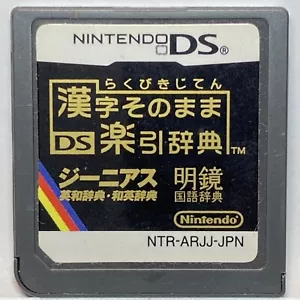 NINTENDO DS®
らくびきじてん
漢字そのまま
DS 楽引辞典™
ジーニアス 明鏡
英和辞典・和英辞典 国語辞典
Nintendo®
NTR-ARJJ-JPN